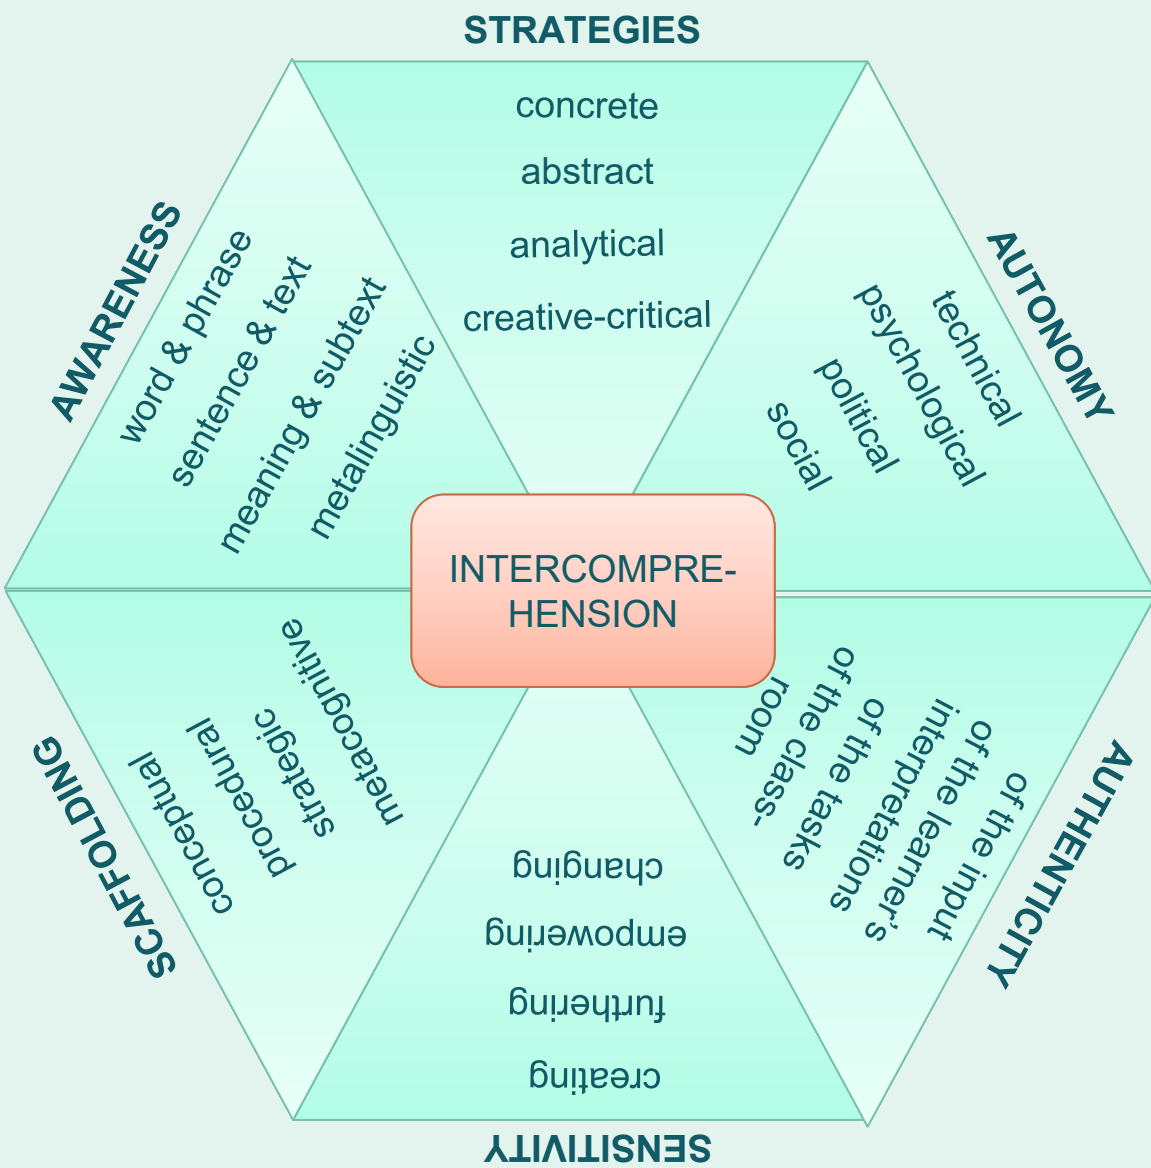 STRATEGIES
concrete
abstract
analytical
creative-critical
AUTONOMY
technical
psychological
political
social
AUTHENTICITY
of the input
of the learner's
interpretations
of the tasks
of the class-
room
SENSITIVITY
creating
furthering
empowering
changing
SCAFFOLDING
conceptual
procedural
strategic
metacognitive
AWARENESS
word & phrase
sentence & text
meaning & subtext
metalinguistic
INTERCOMPRE-
HENSION